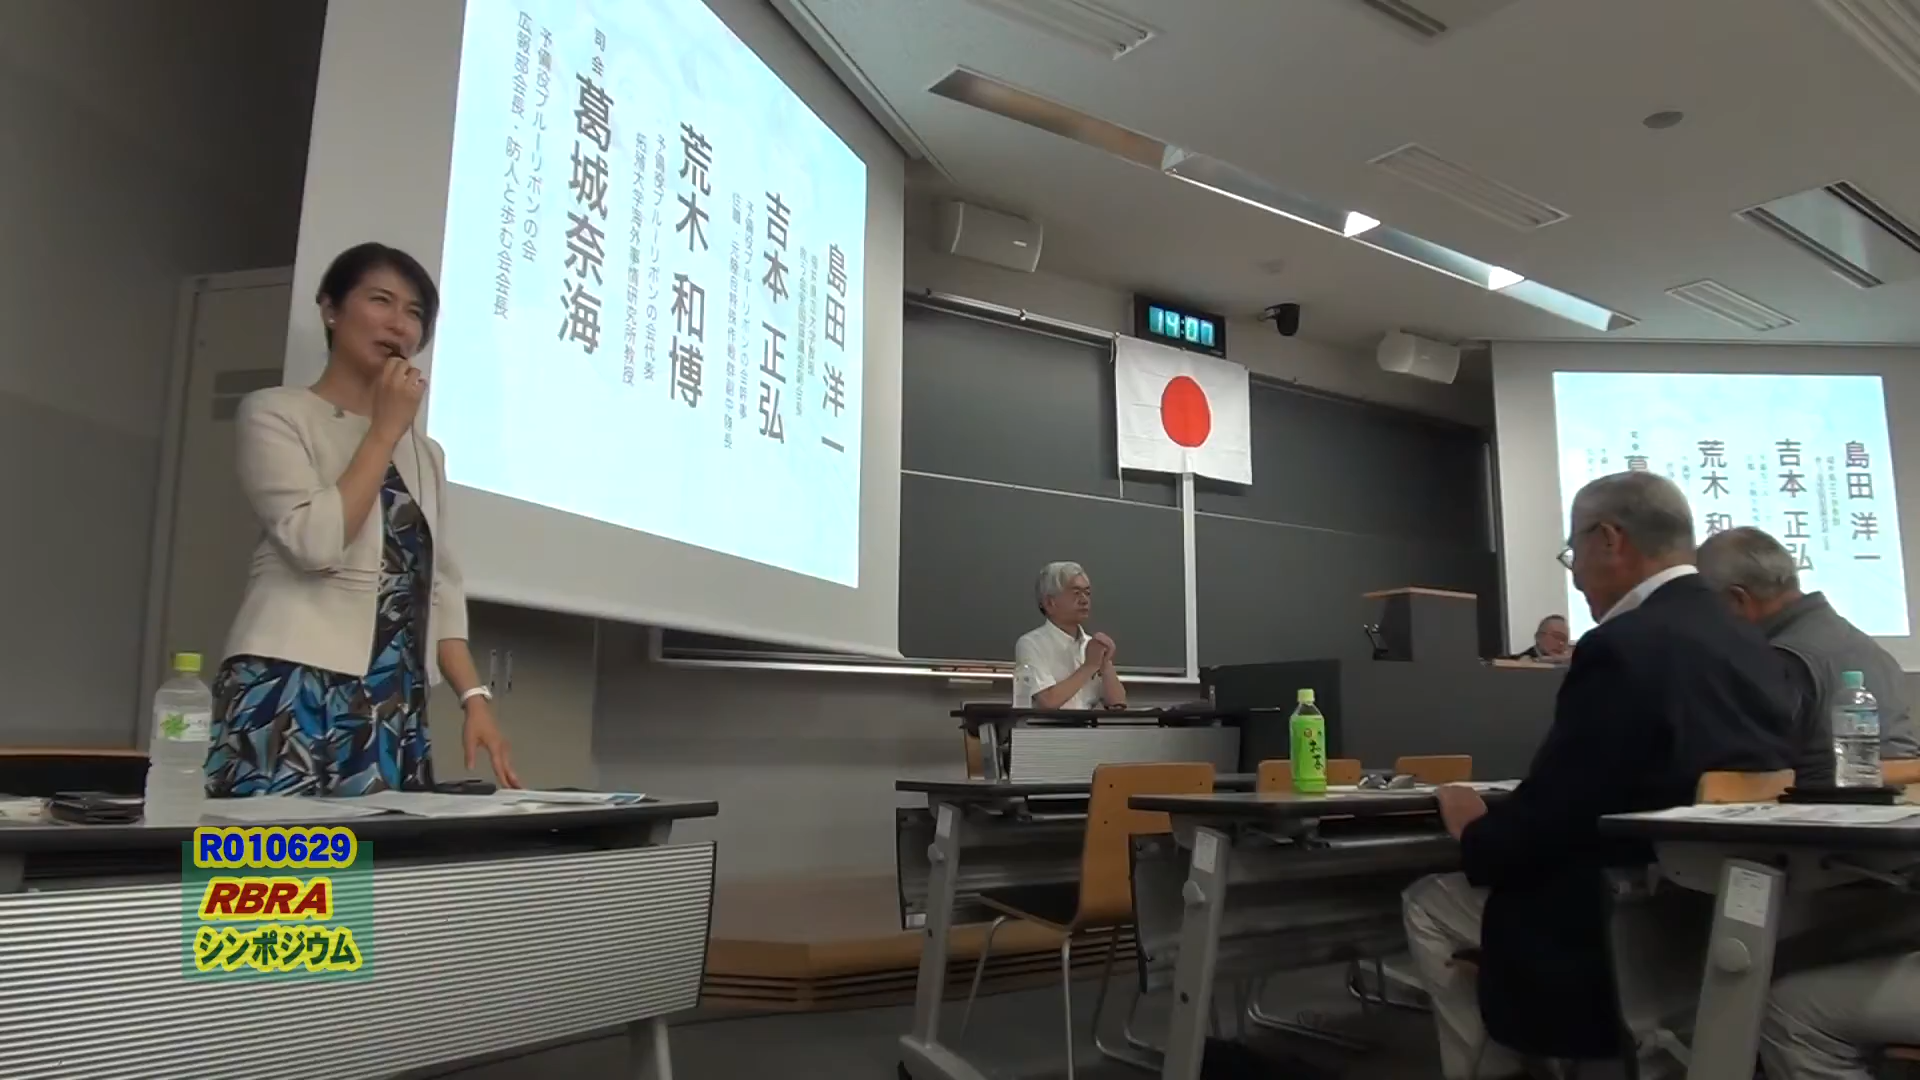 島田 洋一
吉本 正弘
予備役ブルーリボンの会幹事
荒木 和博
予備役ブルーリボンの会代表
拓殖大学海外事情研究所教授
司会 葛城奈海
予備役ブルーリボンの会
広報部会長・防人と歩む会会長
14:07
島田 洋一
吉本 正弘
荒木 和
お茶
R010629
RBRA
シンポジウム